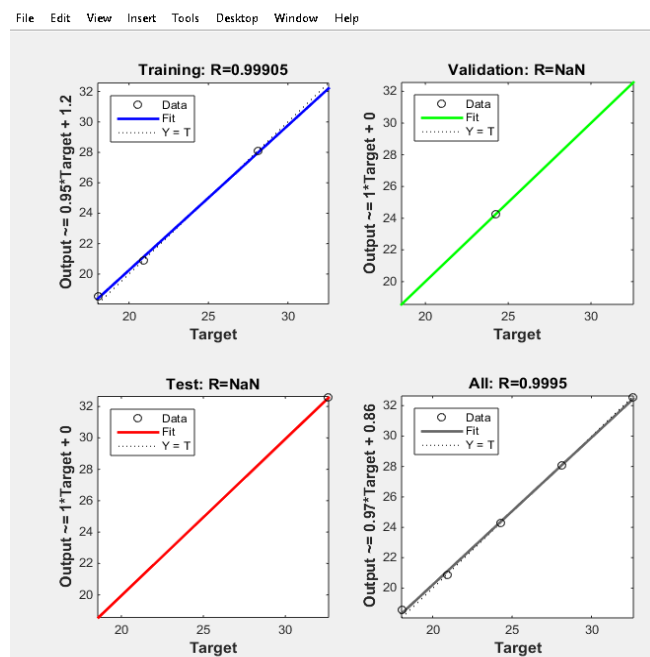 File Edit View Insert Tools Desktop Window Help
Training: R=0.99905
Output ~= 0.95*Target + 1.2
32
30
28
26
24
22
20
Data
Fit
Y = T
20 25 30
Target
Validation: R=NaN
Output ~= 1*Target + 0
32
30
28
26
24
22
20
Data
Fit
Y = T
20 25 30
Target
Test: R=NaN
Output ~= 1*Target + 0
32
30
28
26
24
22
20
Data
Fit
Y = T
20 25 30
Target
All: R=0.9995
Output ~= 0.97*Target + 0.86
32
30
28
26
24
22
20
Data
Fit
Y = T
20 25 30
Target